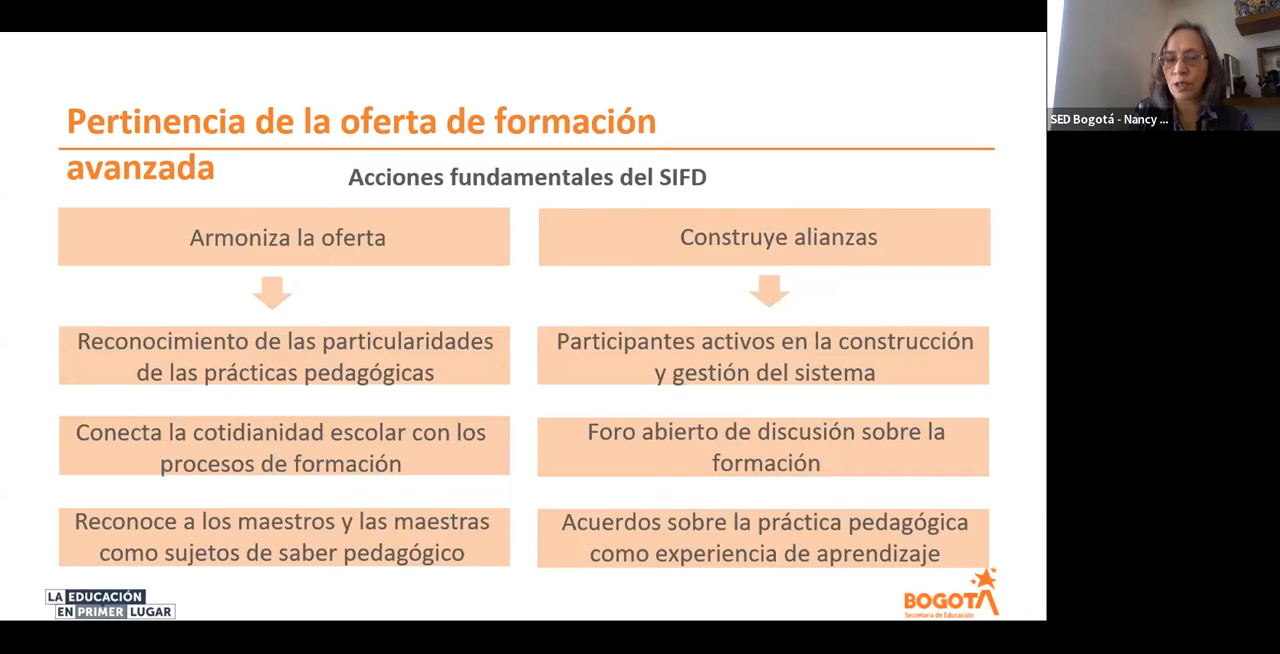 Pertinencia de la oferta de formación
avanzada
Acciones fundamentales del SIFD
Armoniza la oferta
Construye alianzas
Reconocimiento de las particularidades
de las prácticas pedagógicas
Participantes activos en la construcción
y gestión del sistema
Conecta la cotidianidad escolar con los
procesos de formación
Foro abierto de discusión sobre la
formación
Reconoce a los maestros y las maestras
como sujetos de saber pedagógico
Acuerdos sobre la práctica pedagógica
como experiencia de aprendizaje
LA EDUCACIÓN
EN PRIMER LUGAR
BOGOTÁ
Secretaría de Educación
SED Bogotá - Nancy ...